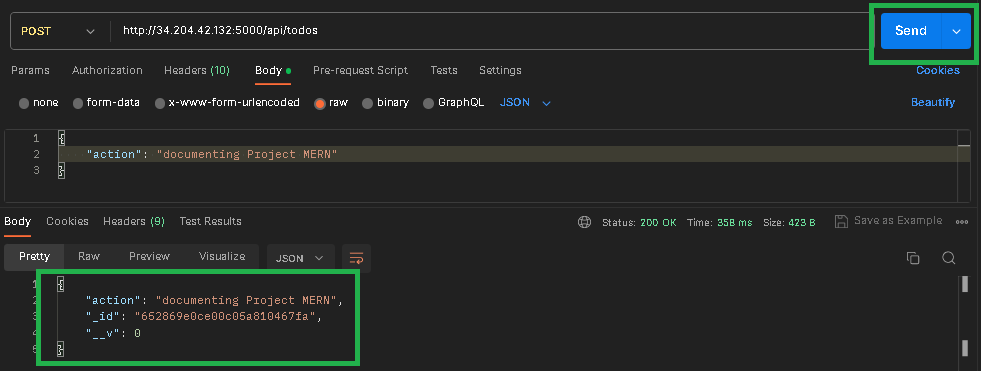 POST http://34.204.42.132:5000/api/todos Send
Params Authorization Headers (10) Body Pre-request Script Tests Settings Cookies
none form-data x-www-form-urlencoded raw binary GraphQL JSON Beautify
1 {
2 "action": "documenting Project MERN"
3 }
Body Cookies Headers (9) Test Results Status: 200 OK Time: 358 ms Size: 423 B Save as Example
Pretty Raw Preview Visualize JSON
1 {
2 "action": "documenting Project MERN",
3 "_id": "652869e0ce00c05a810467fa",
4 "__v": 0
5 }